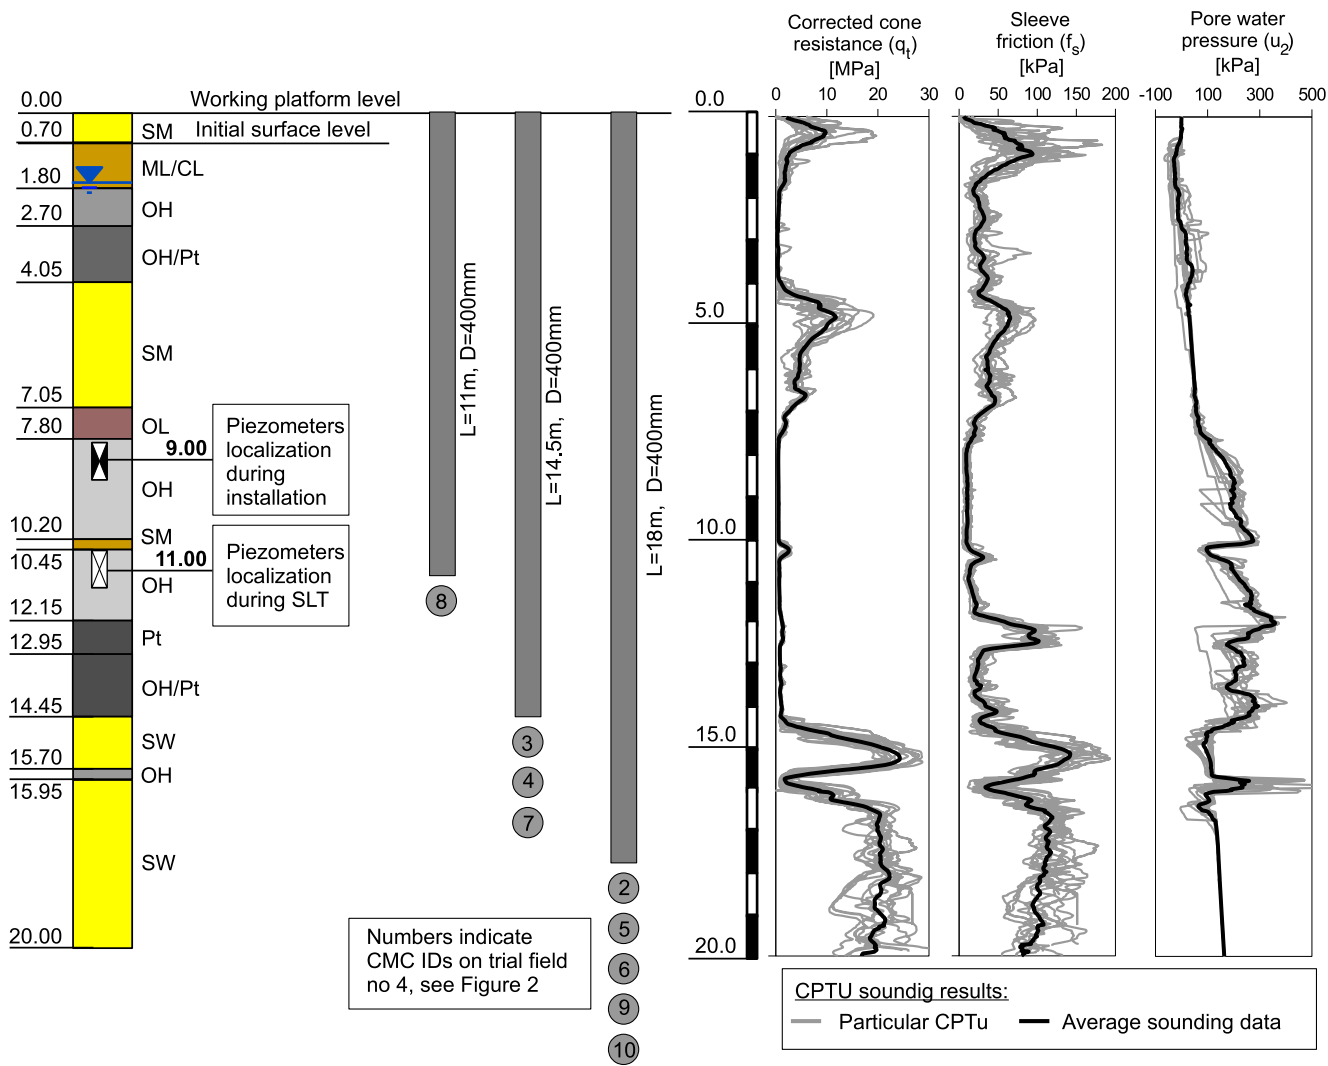 0.00
Working platform level
0.70
SM
Initial surface level
ML/CL
1.80
OH
2.70
OH/Pt
4.05
SM
7.05
OL
7.80
9.00
Piezometers
localization
during
installation
OH
10.20
SM
10.45
11.00
Piezometers
localization
during SLT
OH
12.15
Pt
12.95
OH/Pt
14.45
SW
15.70
OH
15.95
SW
20.00
L=11m, D=400mm
8
L=14.5m, D=400mm
3
4
7
L=18m, D=400mm
2
5
6
9
10
Numbers indicate
CMC IDs on trial field
no 4, see Figure 2
0.0
5.0
10.0
15.0
20.0
Corrected cone
resistance (qt)
[MPa]
0 10 20 30
Sleeve
friction (fs)
[kPa]
0 50 100 150 200
Pore water
pressure (u2)
[kPa]
-100 100 300 500
CPTU soundig results:
Particular CPTu
Average sounding data